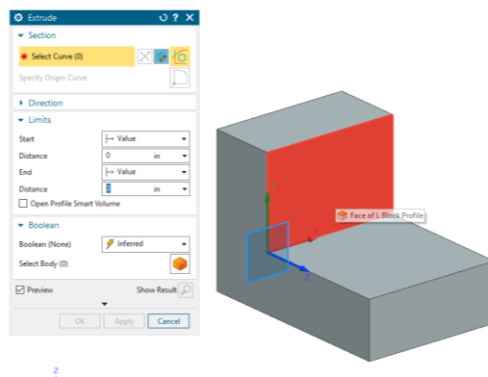 Extrude
Section
* Select Curve (0)
Specify Origin Curve
Direction
Limits
Start
Value
Distance
0
in
End
Value
Distance
in
Open Profile Smart Volume
Boolean
Boolean (None)
Inferred
Select Body (0)
Preview
Show Result
OK
Apply
Cancel
Face of L Block Profile
Z
Z